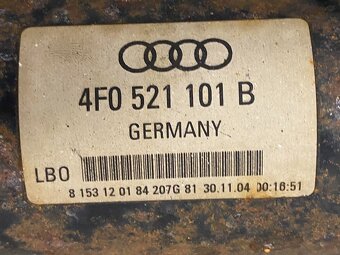 4F0 521 101 B
GERMANY
LBO
8 153 12 01 84 207G 81 30.11.04 00:16:51